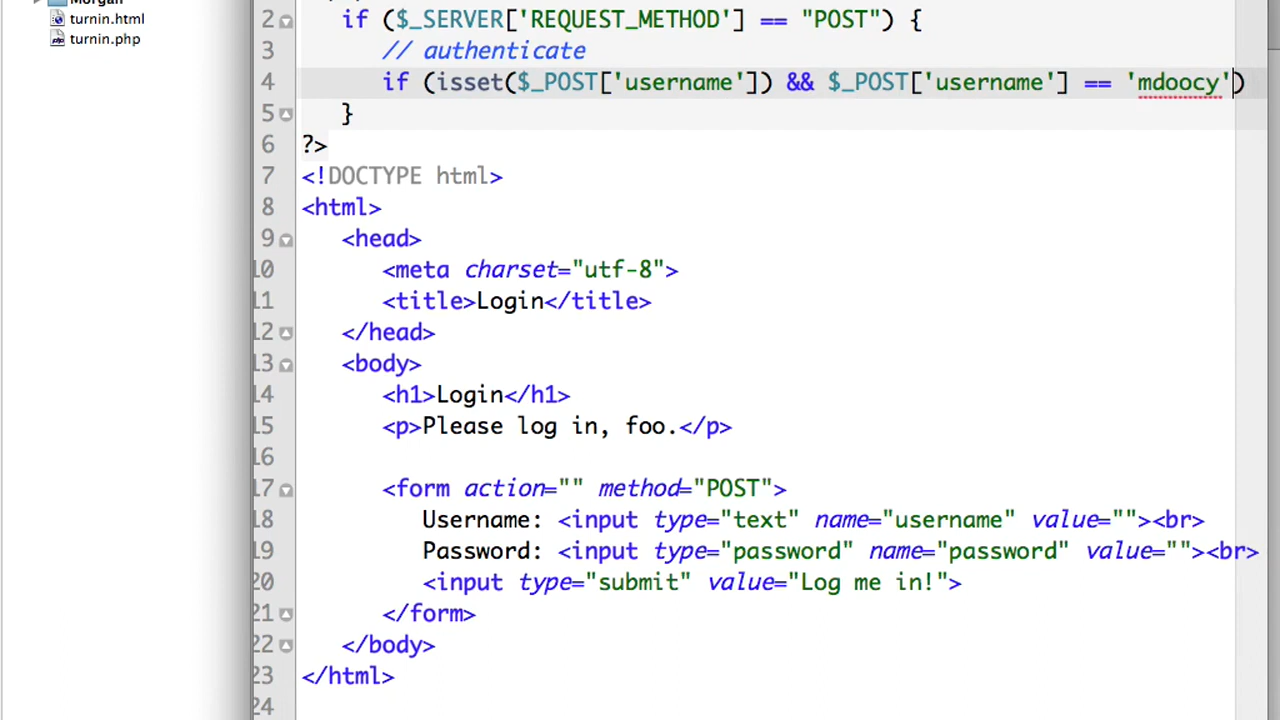 Morgan
turnin.html
turnin.php
2 if ($_SERVER['REQUEST_METHOD'] == "POST") {
3 // authenticate
4 if (isset($_POST['username']) && $_POST['username'] == 'mdoocy')
5 }
6 ?>
7 <!DOCTYPE html>
8 <html>
9 <head>
10 <meta charset="utf-8">
11 <title>Login</title>
12 </head>
13 <body>
14 <h1>Login</h1>
15 <p>Please log in, foo.</p>
16
17 <form action="" method="POST">
18 Username: <input type="text" name="username" value=""><br>
19 Password: <input type="password" name="password" value=""><br>
20 <input type="submit" value="Log me in!">
21 </form>
22 </body>
23 </html>
24